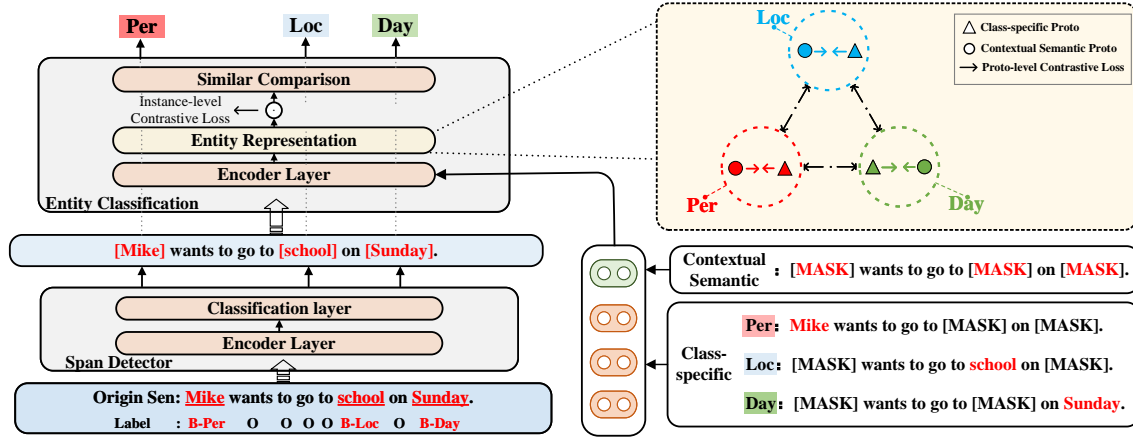 Per
Loc
Day
Similar Comparison
Instance-level
Contrastive Loss
Entity Representation
Encoder Layer
Entity Classification
[Mike] wants to go to [school] on [Sunday].
Classification layer
Encoder Layer
Span Detector
Origin Sen: Mike wants to go to school on Sunday.
Label : B-Per O O O O B-Loc O B-Day
Loc
Per
Day
Class-specific Proto
Contextual Semantic Proto
Proto-level Contrastive Loss
Contextual
Semantic
: [MASK] wants to go to [MASK] on [MASK].
Class-
specific
Per: Mike wants to go to [MASK] on [MASK].
Loc: [MASK] wants to go to school on [MASK].
Day: [MASK] wants to go to [MASK] on Sunday.